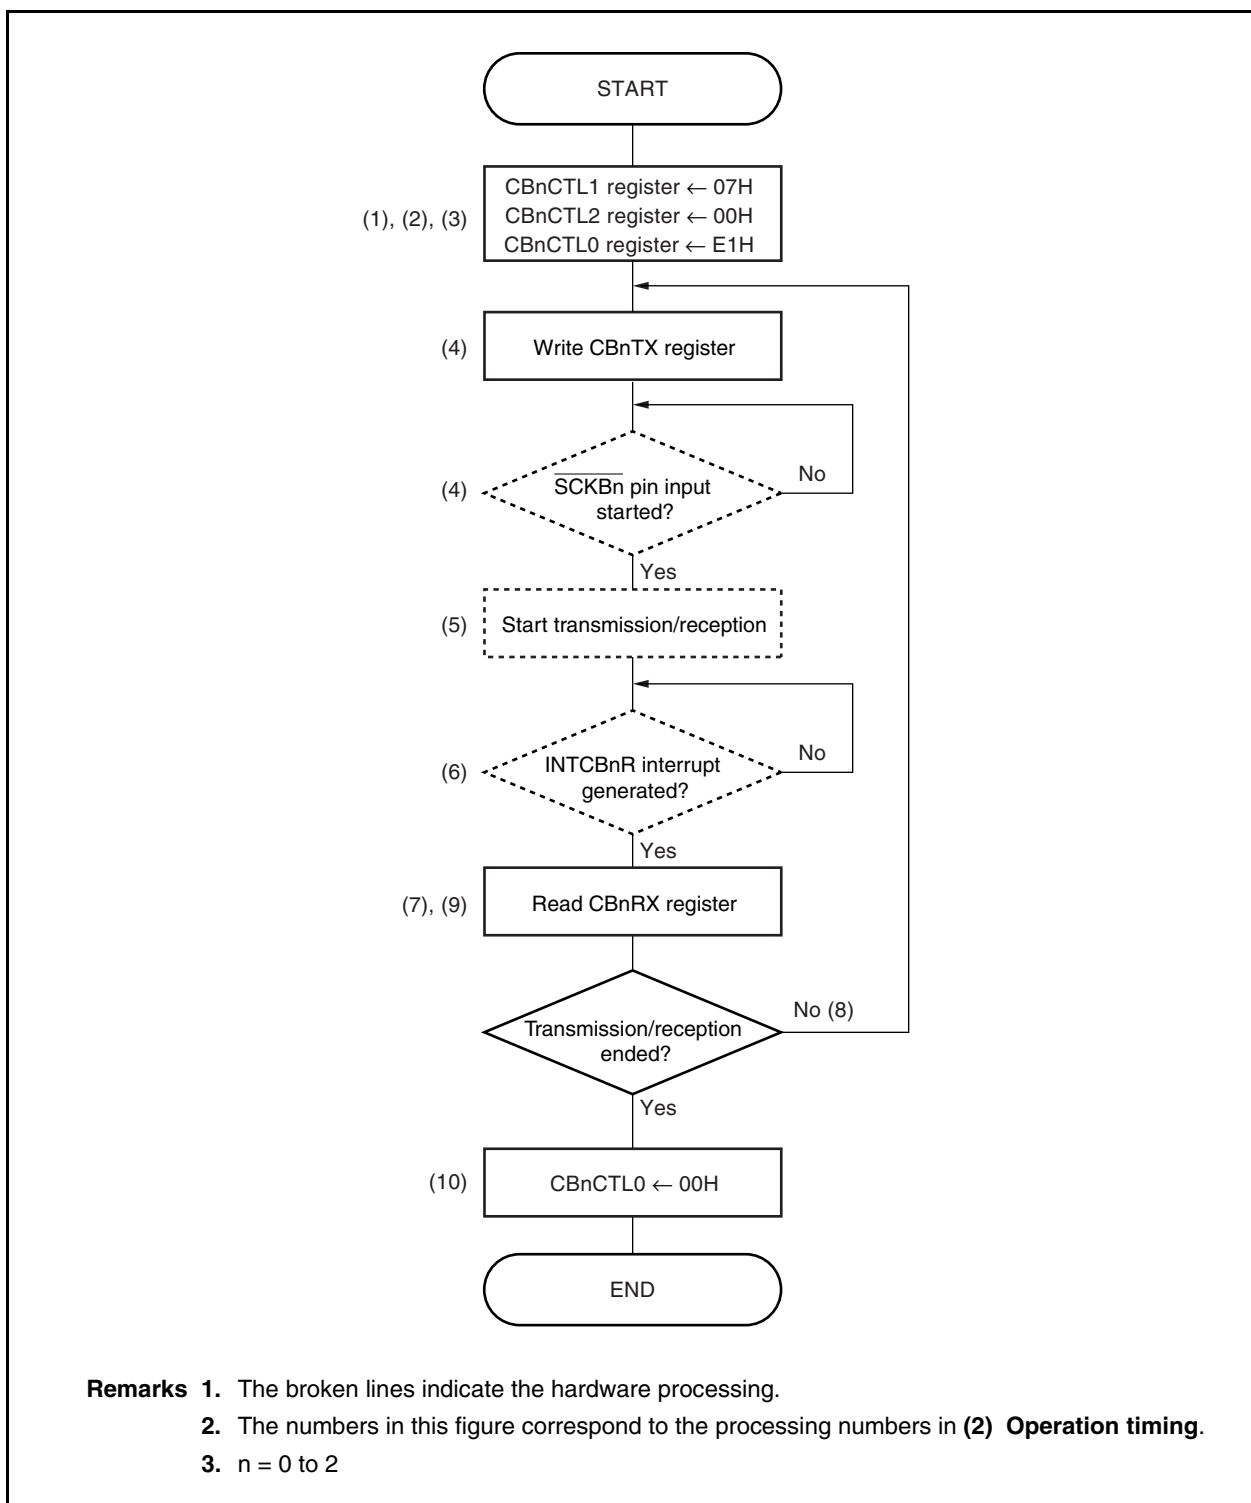 START
(1), (2), (3)
CBnCTL1 register ← 07H
CBnCTL2 register ← 00H
CBnCTL0 register ← E1H
(4)
Write CBnTX register
(4)
SCKBn pin input
started?
No
Yes
(5)
Start transmission/reception
(6)
INTCBnR interrupt
generated?
No
Yes
(7), (9)
Read CBnRX register
Transmission/reception
ended?
No (8)
Yes
(10)
CBnCTL0 ← 00H
END
Remarks 1. The broken lines indicate the hardware processing.
2. The numbers in this figure correspond to the processing numbers in (2) Operation timing.
3. n = 0 to 2